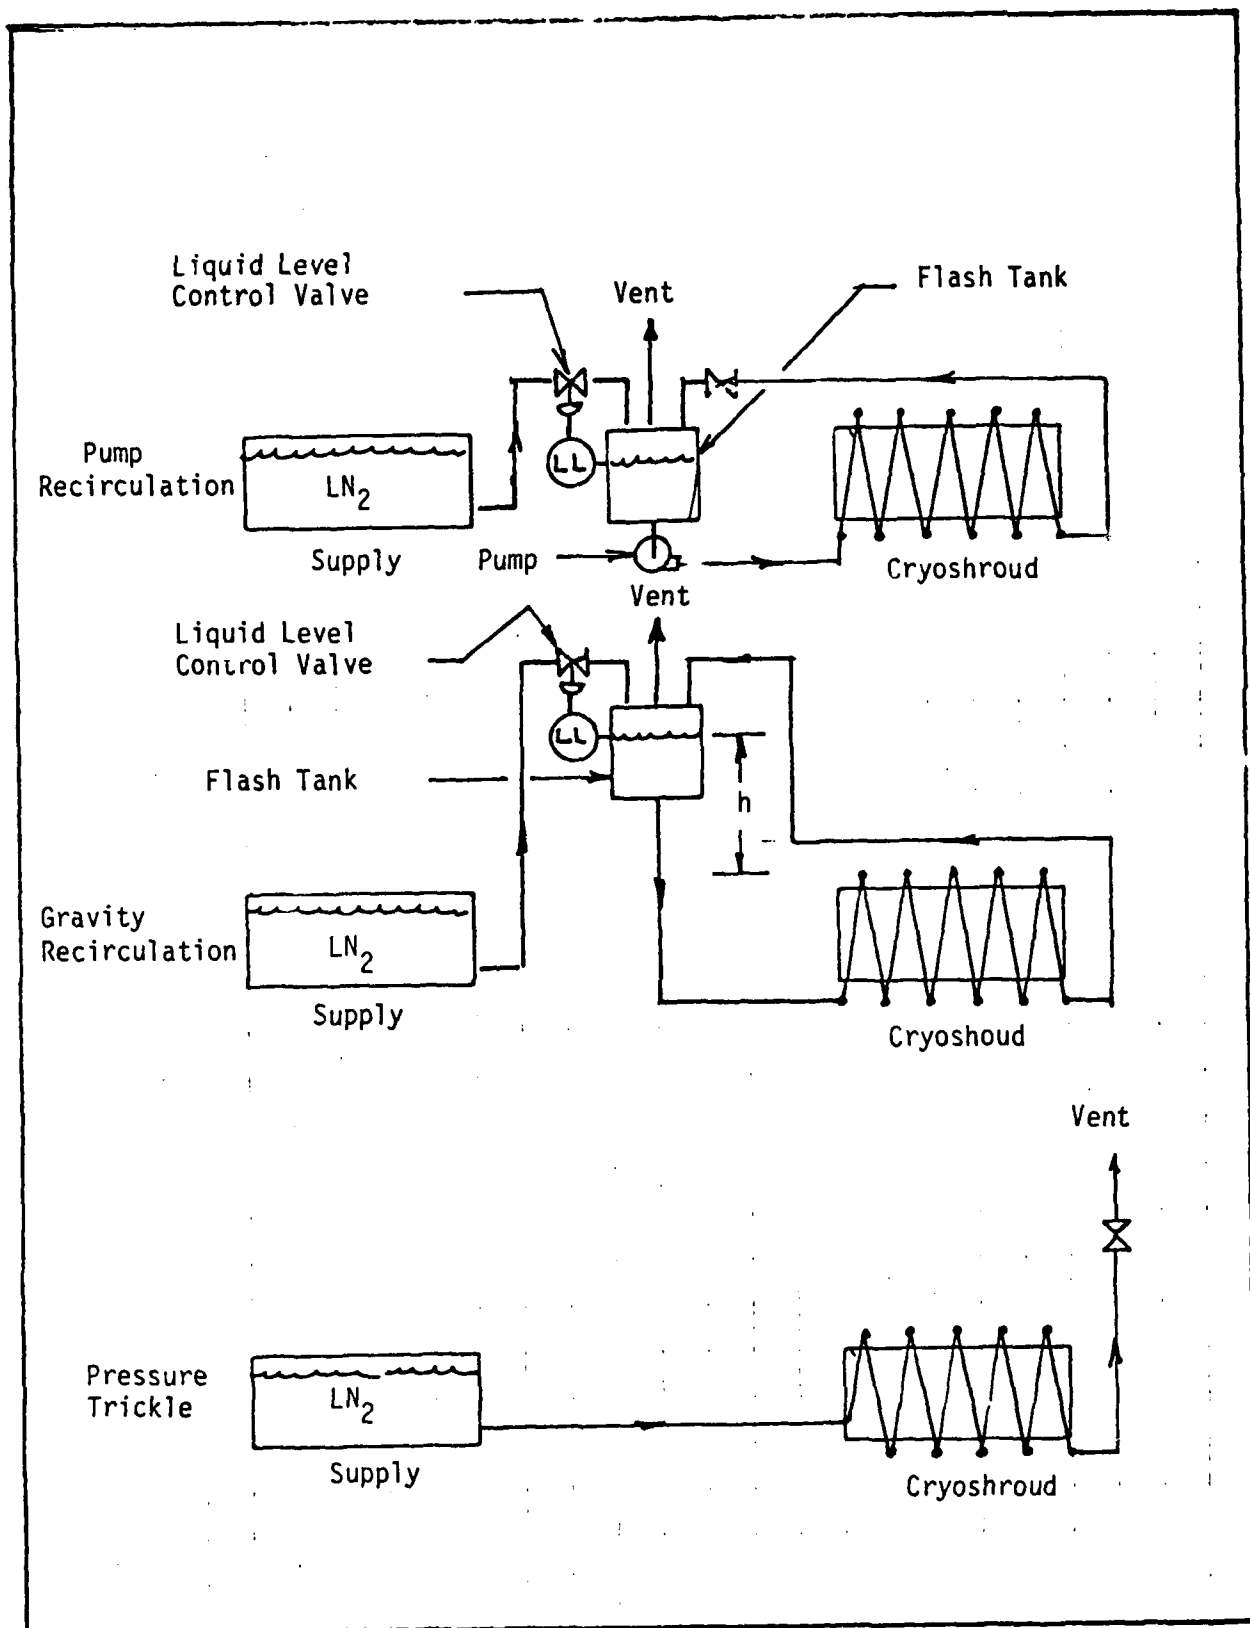 Liquid Level
Control Valve
Vent
Flash Tank
Pump
Recirculation
LN2
LL
Supply
Pump
Cryoshroud
Vent
Liquid Level
Control Valve
LL
Flash Tank
h
Gravity
Recirculation
LN2
Supply
Cryoshoud
Vent
Pressure
Trickle
LN2
Supply
Cryoshroud